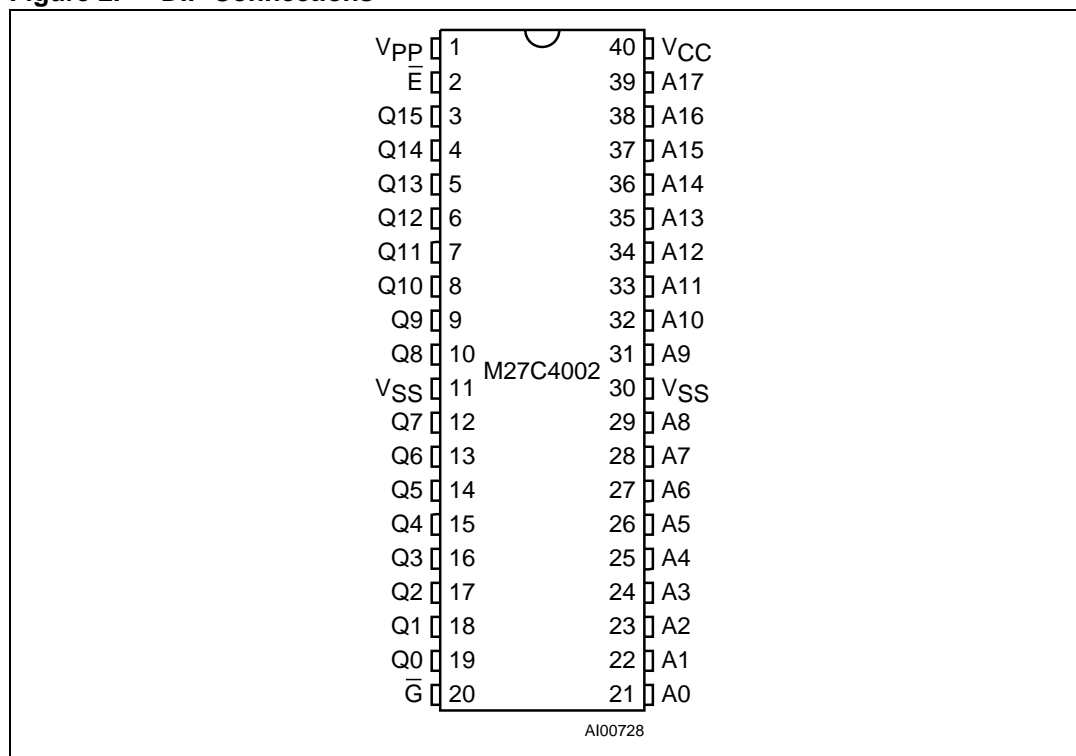 VPP 1 40 VCC
E̅ 2 39 A17
Q15 3 38 A16
Q14 4 37 A15
Q13 5 36 A14
Q12 6 35 A13
Q11 7 34 A12
Q10 8 33 A11
Q9 9 32 A10
Q8 10 31 A9
M27C4002
VSS 11 30 VSS
Q7 12 29 A8
Q6 13 28 A7
Q5 14 27 A6
Q4 15 26 A5
Q3 16 25 A4
Q2 17 24 A3
Q1 18 23 A2
Q0 19 22 A1
G̅ 20 21 A0
AI00728